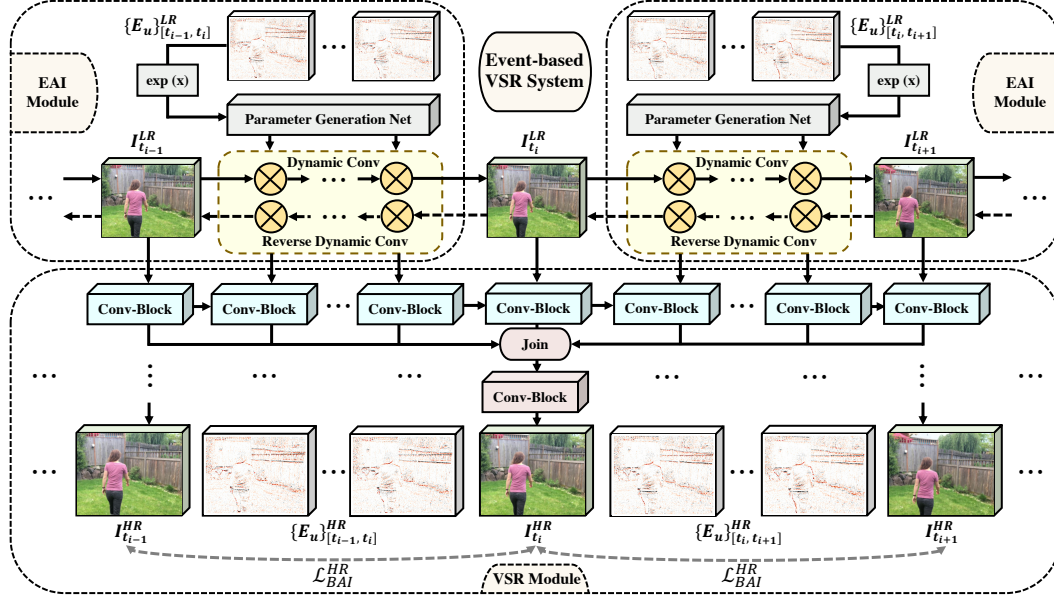 {E_u}^{LR}_{[t_{i-1}, t_i]}
...
Event-based
VSR System
...
{E_u}^{LR}_{[t_i, t_{i+1}]}
EAI
Module
exp (x)
exp (x)
EAI
Module
Parameter Generation Net
Parameter Generation Net
I^{LR}_{t_{i-1}}
I^{LR}_{t_i}
I^{LR}_{t_{i+1}}
Dynamic Conv
Dynamic Conv
... ... ... ...
... ...
Reverse Dynamic Conv
Reverse Dynamic Conv
Conv-Block Conv-Block ... Conv-Block Conv-Block Conv-Block ... Conv-Block Conv-Block
Join
... ... ... ... ... ... ...
Conv-Block
... ... ... ...
I^{HR}_{t_{i-1}} {E_u}^{HR}_{[t_{i-1}, t_i]} I^{HR}_{t_i} {E_u}^{HR}_{[t_i, t_{i+1}]} I^{HR}_{t_{i+1}}
ℒ^{HR}_{BAI}
VSR Module
ℒ^{HR}_{BAI}